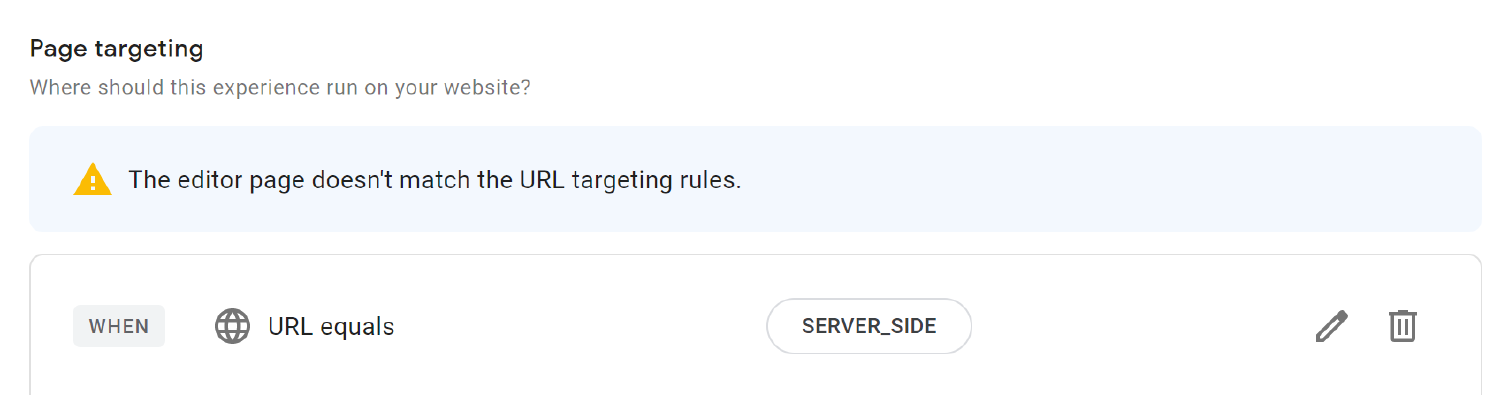 Page targeting
Where should this experience run on your website?
The editor page doesn't match the URL targeting rules.
WHEN URL equals SERVER_SIDE